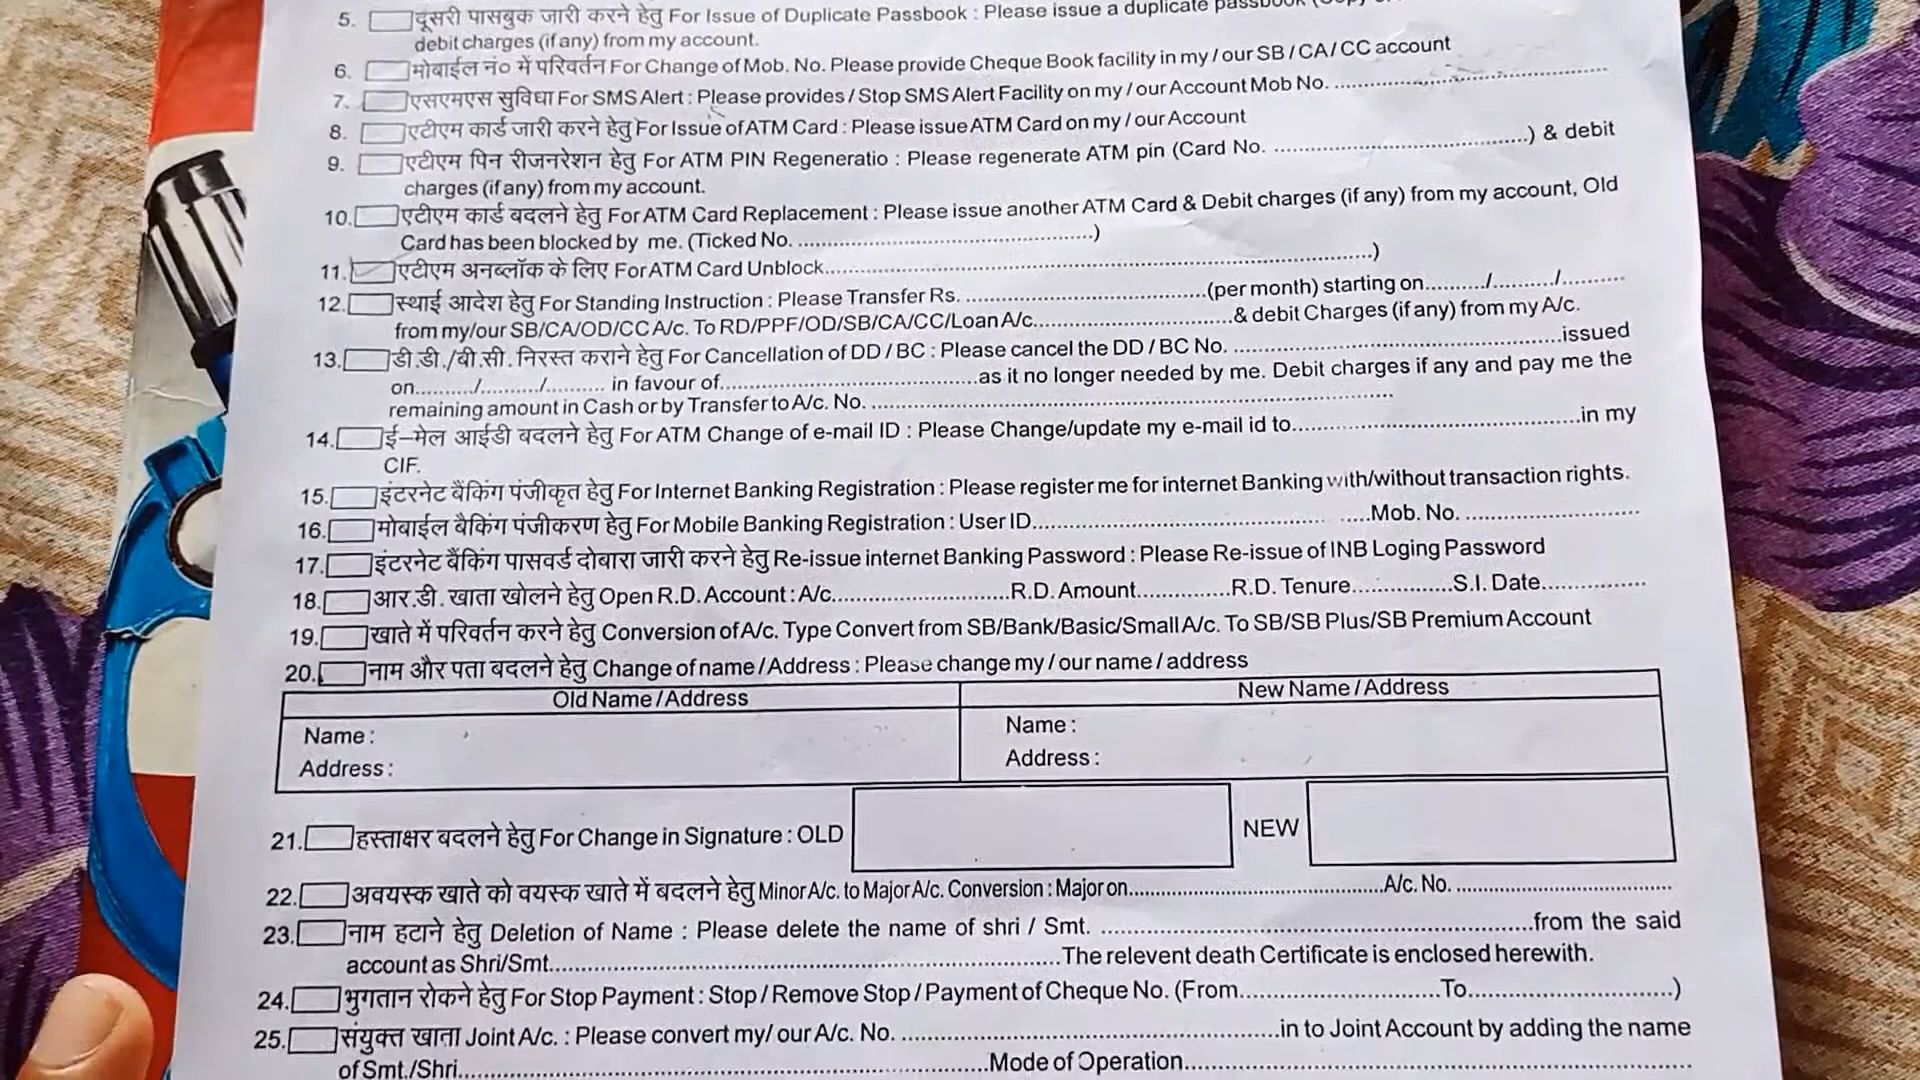 5. दूसरी पासबुक जारी करने हेतु For Issue of Duplicate Passbook : Please issue a duplicate passbook
debit charges (if any) from my account.
6. मोबाईल नं० में परिवर्तन For Change of Mob. No. Please provide Cheque Book facility in my / our SB / CA / CC account
7. एसएमएस सुविधा For SMS Alert : Please provides / Stop SMS Alert Facility on my / our Account Mob No. ........................................
8. एटीएम कार्ड जारी करने हेतु For Issue of ATM Card : Please issue ATM Card on my / our Account
9. एटीएम पिन रीजनरेशन हेतु For ATM PIN Regeneratio : Please regenerate ATM pin (Card No. ........................................) & debit
charges (if any) from my account.
10. एटीएम कार्ड बदलने हेतु For ATM Card Replacement : Please issue another ATM Card & Debit charges (if any) from my account, Old
Card has been blocked by me. (Ticked No. ........................................)
11. एटीएम अनब्लॉक के लिए For ATM Card Unblock........................................)
12. स्थाई आदेश हेतु For Standing Instruction : Please Transfer Rs. ........................................(per month) starting on........../........../..........
from my/our SB/CA/OD/CC A/c. To RD/PPF/OD/SB/CA/CC/Loan A/c..............................& debit Charges (if any) from my A/c.
13. डी.डी./बी.सी. निरस्त कराने हेतु For Cancellation of DD / BC : Please cancel the DD / BC No. ........................................issued
on........../........../.......... in favour of........................................as it no longer needed by me. Debit charges if any and pay me the
remaining amount in Cash or by Transfer to A/c. No. ........................................
14. ई–मेल आईडी बदलने हेतु For ATM Change of e-mail ID : Please Change/update my e-mail id to........................................in my
CIF.
15. इंटरनेट बैंकिंग पंजीकृत हेतु For Internet Banking Registration : Please register me for internet Banking with/without transaction rights.
16. मोबाईल बैकिंग पंजीकरण हेतु For Mobile Banking Registration : User ID........................................Mob. No. ..............................
17. इंटरनेट बैंकिंग पासवर्ड दोबारा जारी करने हेतु Re-issue internet Banking Password : Please Re-issue of INB Loging Password
18. आर.डी. खाता खोलने हेतु Open R.D. Account : A/c..............................R.D. Amount...............R.D. Tenure...............S.I. Date...............
19. खाते में परिवर्तन करने हेतु Conversion of A/c. Type Convert from SB/Bank/Basic/Small A/c. To SB/SB Plus/SB Premium Account
20. नाम और पता बदलने हेतु Change of name / Address : Please change my / our name / address
Old Name / Address New Name / Address
Name : Name :
Address : Address :
21. हस्ताक्षर बदलने हेतु For Change in Signature : OLD NEW
22. अवयस्क खाते को वयस्क खाते में बदलने हेतु Minor A/c. to Major A/c. Conversion : Major on........................................A/c. No. ........................................
23. नाम हटाने हेतु Deletion of Name : Please delete the name of shri / Smt. ........................................from the said
account as Shri/Smt........................................The relevent death Certificate is enclosed herewith.
24. भुगतान रोकने हेतु For Stop Payment : Stop / Remove Stop / Payment of Cheque No. (From..............................To..............................)
25. संयुक्त खाता Joint A/c. : Please convert my/ our A/c. No. ........................................in to Joint Account by adding the name
of Smt./Shri........................................Mode of Operation........................................